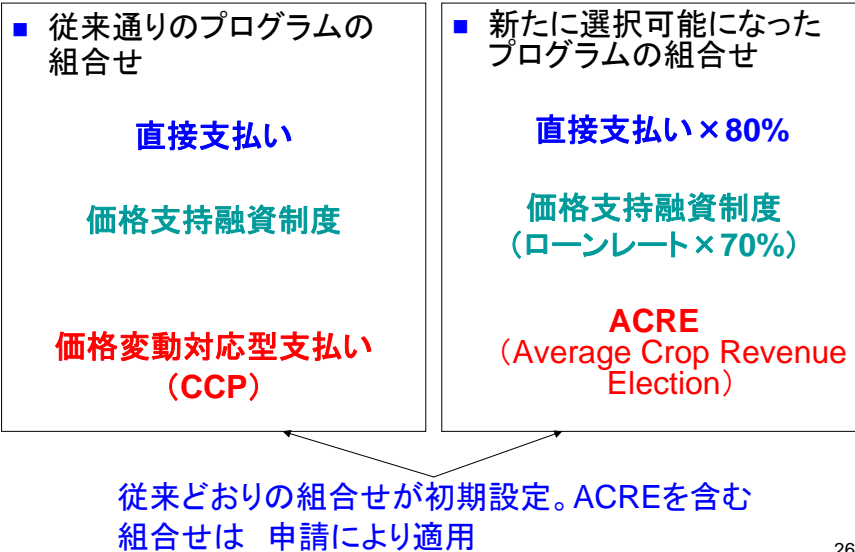 ■ 従来通りのプログラムの
組合せ
直接支払い
価格支持融資制度
価格変動対応型支払い
（CCP）
■ 新たに選択可能になった
プログラムの組合せ
直接支払い×80%
価格支持融資制度
（ローンレート×70%）
ACRE
（Average Crop Revenue
Election）
従来どおりの組合せが初期設定。ACREを含む
組合せは　申請により適用
26